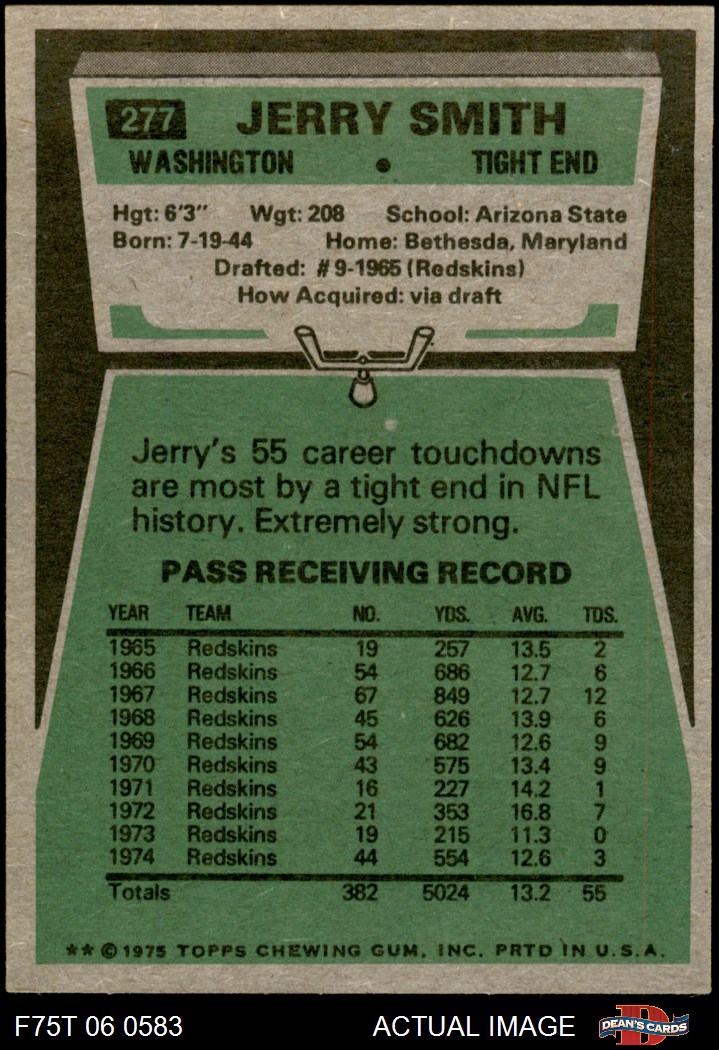 277 JERRY SMITH
WASHINGTON • TIGHT END
Hgt: 6'3" Wgt: 208 School: Arizona State
Born: 7-19-44 Home: Bethesda, Maryland
Drafted: #9-1965 (Redskins)
How Acquired: via draft
Jerry's 55 career touchdowns
are most by a tight end in NFL
history. Extremely strong.
PASS RECEIVING RECORD
YEAR TEAM NO. YDS. AVG. TDS.
1965 Redskins 19 257 13.5 2
1966 Redskins 54 686 12.7 6
1967 Redskins 67 849 12.7 12
1968 Redskins 45 626 13.9 6
1969 Redskins 54 682 12.6 9
1970 Redskins 43 575 13.4 9
1971 Redskins 16 227 14.2 1
1972 Redskins 21 353 16.8 7
1973 Redskins 19 215 11.3 0
1974 Redskins 44 554 12.6 3
Totals 382 5024 13.2 55
** © 1975 TOPPS CHEWING GUM, INC. PRTD IN U.S.A.
F75T 06 0583 ACTUAL IMAGE D DEAN'S CARDS